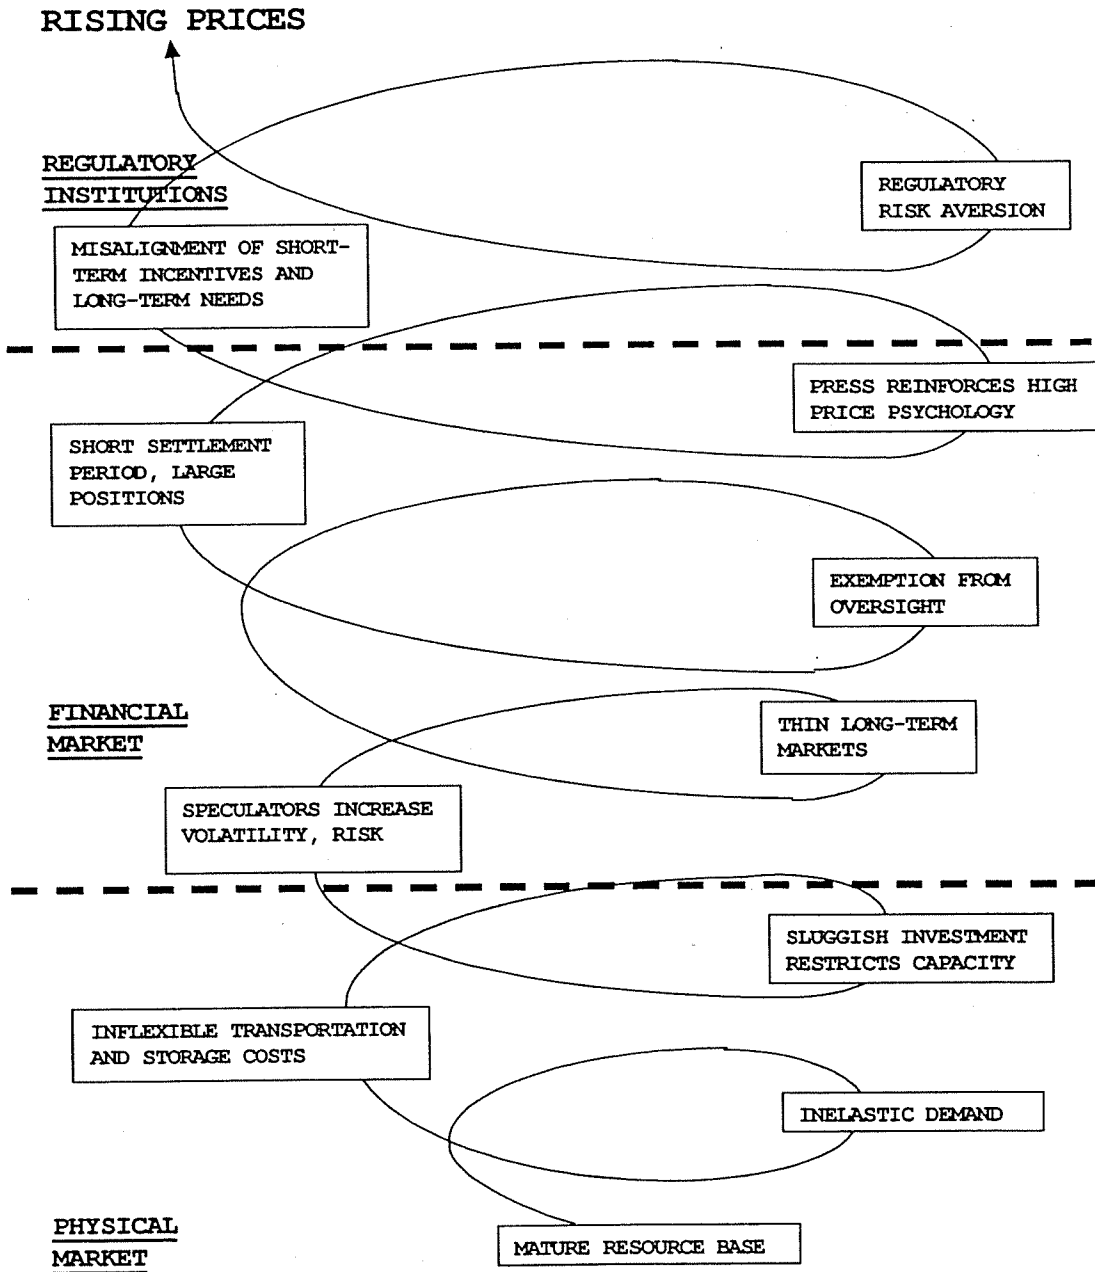 RISING PRICES
REGULATORY
INSTITUTIONS
REGULATORY
RISK AVERSION
MISALIGNMENT OF SHORT-
TERM INCENTIVES AND
LONG-TERM NEEDS
PRESS REINFORCES HIGH
PRICE PSYCHOLOGY
SHORT SETTLEMENT
PERIOD, LARGE
POSITIONS
EXEMPTION FROM
OVERSIGHT
FINANCIAL
MARKET
THIN LONG-TERM
MARKETS
SPECULATORS INCREASE
VOLATILITY, RISK
SLUGGISH INVESTMENT
RESTRICTS CAPACITY
INFLEXIBLE TRANSPORTATION
AND STORAGE COSTS
INELASTIC DEMAND
PHYSICAL
MARKET
MATURE RESOURCE BASE